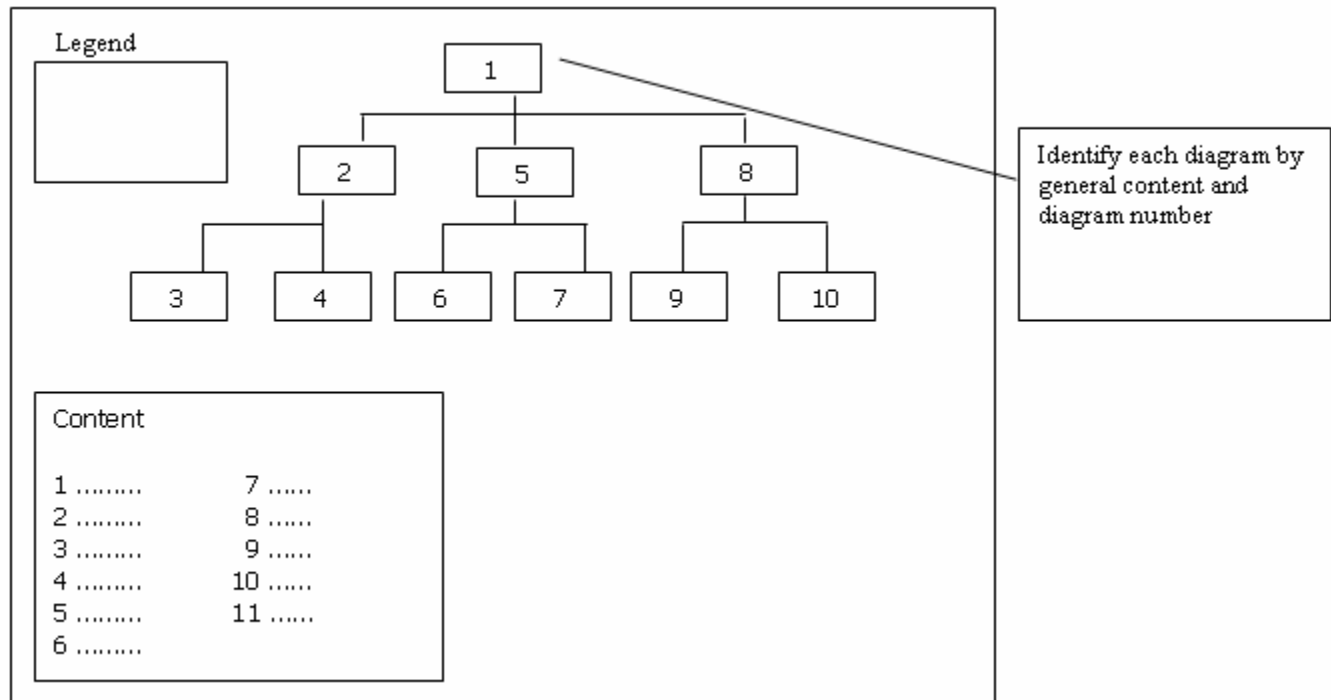 Legend
1
2 5 8
3 4 6 7 9 10
Identify each diagram by
general content and
diagram number
Content
1 ......... 7 ......
2 ......... 8 ......
3 ......... 9 ......
4 ......... 10 ......
5 ......... 11 ......
6 .........